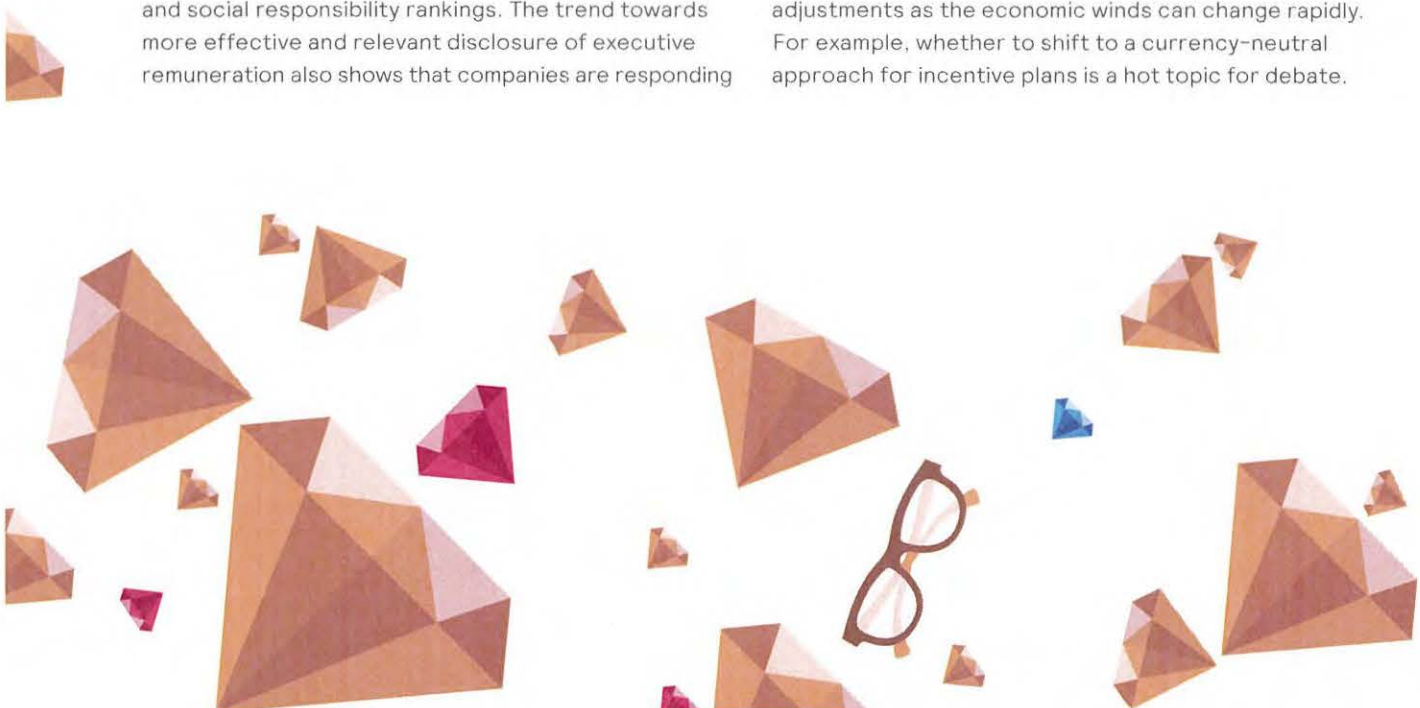 and social responsibility rankings. The trend towards
more effective and relevant disclosure of executive
remuneration also shows that companies are responding
adjustments as the economic winds can change rapidly.
For example, whether to shift to a currency-neutral
approach for incentive plans is a hot topic for debate.